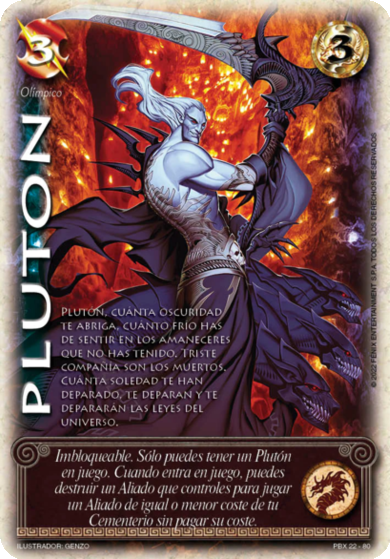 3
3
Olímpico
PLUTON
PLUTÓN, CUÁNTA OSCURIDAD
TE ABRIGA, CUÁNTO FRÍO HAS
DE SENTIR EN LOS AMANECERES
QUE NO HAS TENIDO. TRISTE
COMPAÑÍA SON LOS MUERTOS.
CUÁNTA SOLEDAD TE HAN
DEPARADO, TE DEPARAN Y TE
DEPARARÁN LAS LEYES DEL
UNIVERSO.
© 2022 FENIX ENTERTAINMENT S.P.A. TODOS LOS DERECHOS RESERVADOS
Imbloqueable. Sólo puedes tener un Plutón
en juego. Cuando entra en juego, puedes
destruir un Aliado que controles para jugar
un Aliado de igual o menor coste de tu
Cementerio sin pagar su coste.
ILUSTRADOR: GENZO
PBX 22 - 80